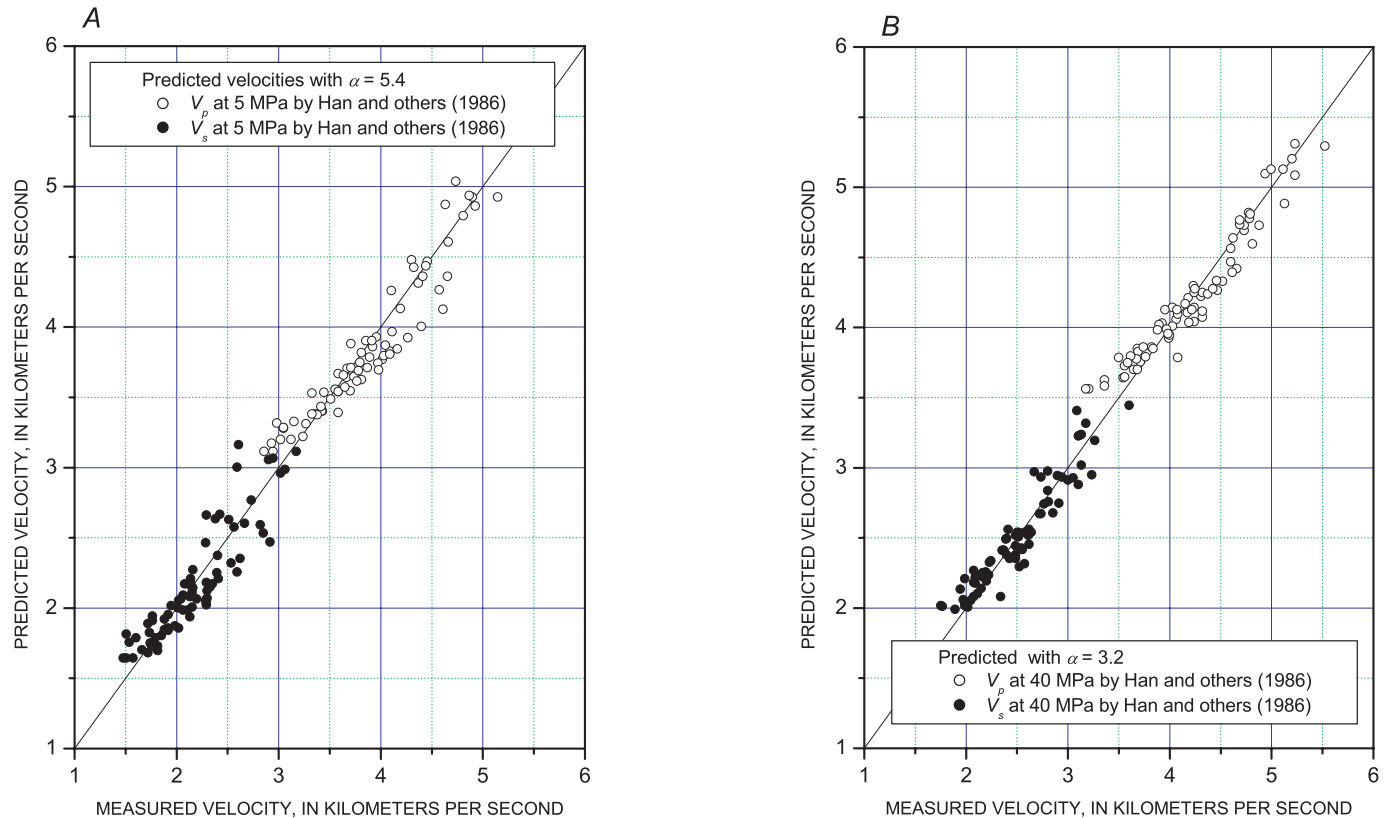 A
6
5
4
3
2
1
PREDICTED VELOCITY, IN KILOMETERS PER SECOND
Predicted velocities with α = 5.4
Vp at 5 MPa by Han and others (1986)
Vs at 5 MPa by Han and others (1986)
1 2 3 4 5 6
MEASURED VELOCITY, IN KILOMETERS PER SECOND
B
6
5
4
3
2
1
PREDICTED VELOCITY, IN KILOMETERS PER SECOND
Predicted with α = 3.2
Vp at 40 MPa by Han and others (1986)
Vs at 40 MPa by Han and others (1986)
1 2 3 4 5 6
MEASURED VELOCITY, IN KILOMETERS PER SECOND